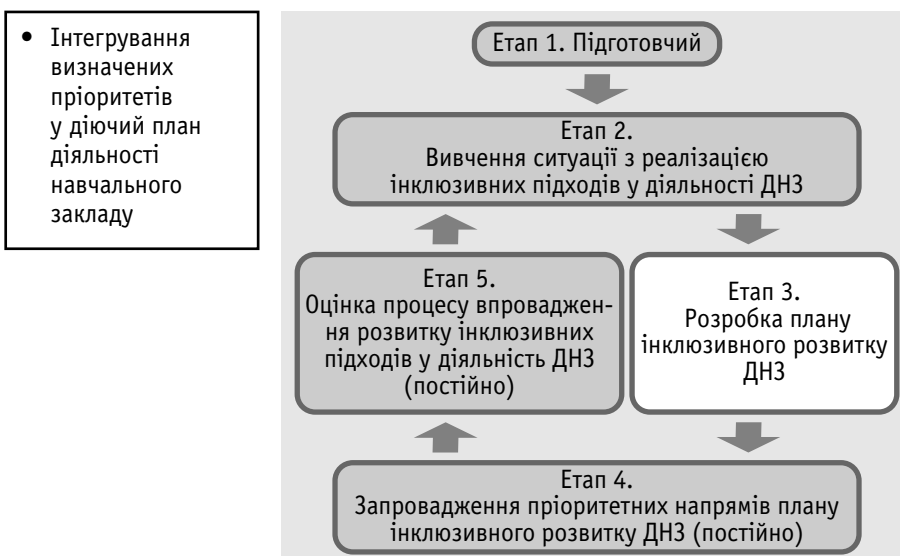 • Інтегрування
визначених
пріоритетів
у діючий план
діяльності
навчального
закладу
Етап 1. Підготовчий
Етап 2.
Вивчення ситуації з реалізацією
інклюзивних підходів у діяльності ДНЗ
Етап 5.
Оцінка процесу впроваджен-
ня розвитку інклюзивних
підходів у діяльність ДНЗ
(постійно)
Етап 3.
Розробка плану
інклюзивного розвитку
ДНЗ
Етап 4.
Запровадження пріоритетних напрямів плану
інклюзивного розвитку ДНЗ (постійно)